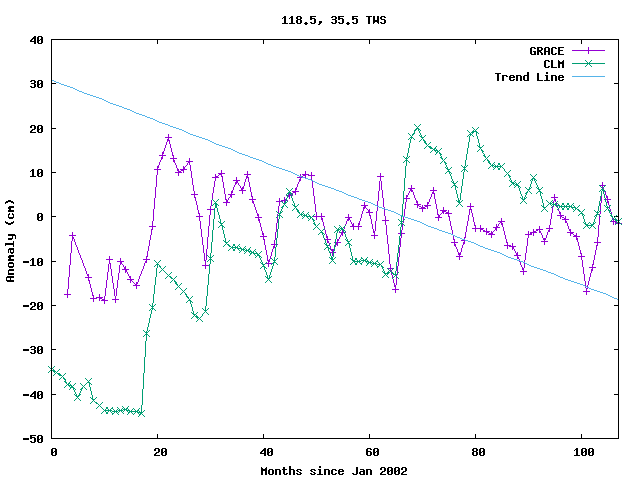 118.5, 35.5 TWS
GRACE
CLM
Trend Line
Anomaly (cm)
40
30
20
10
0
-10
-20
-30
-40
-50
0 20 40 60 80 100
Months since Jan 2002